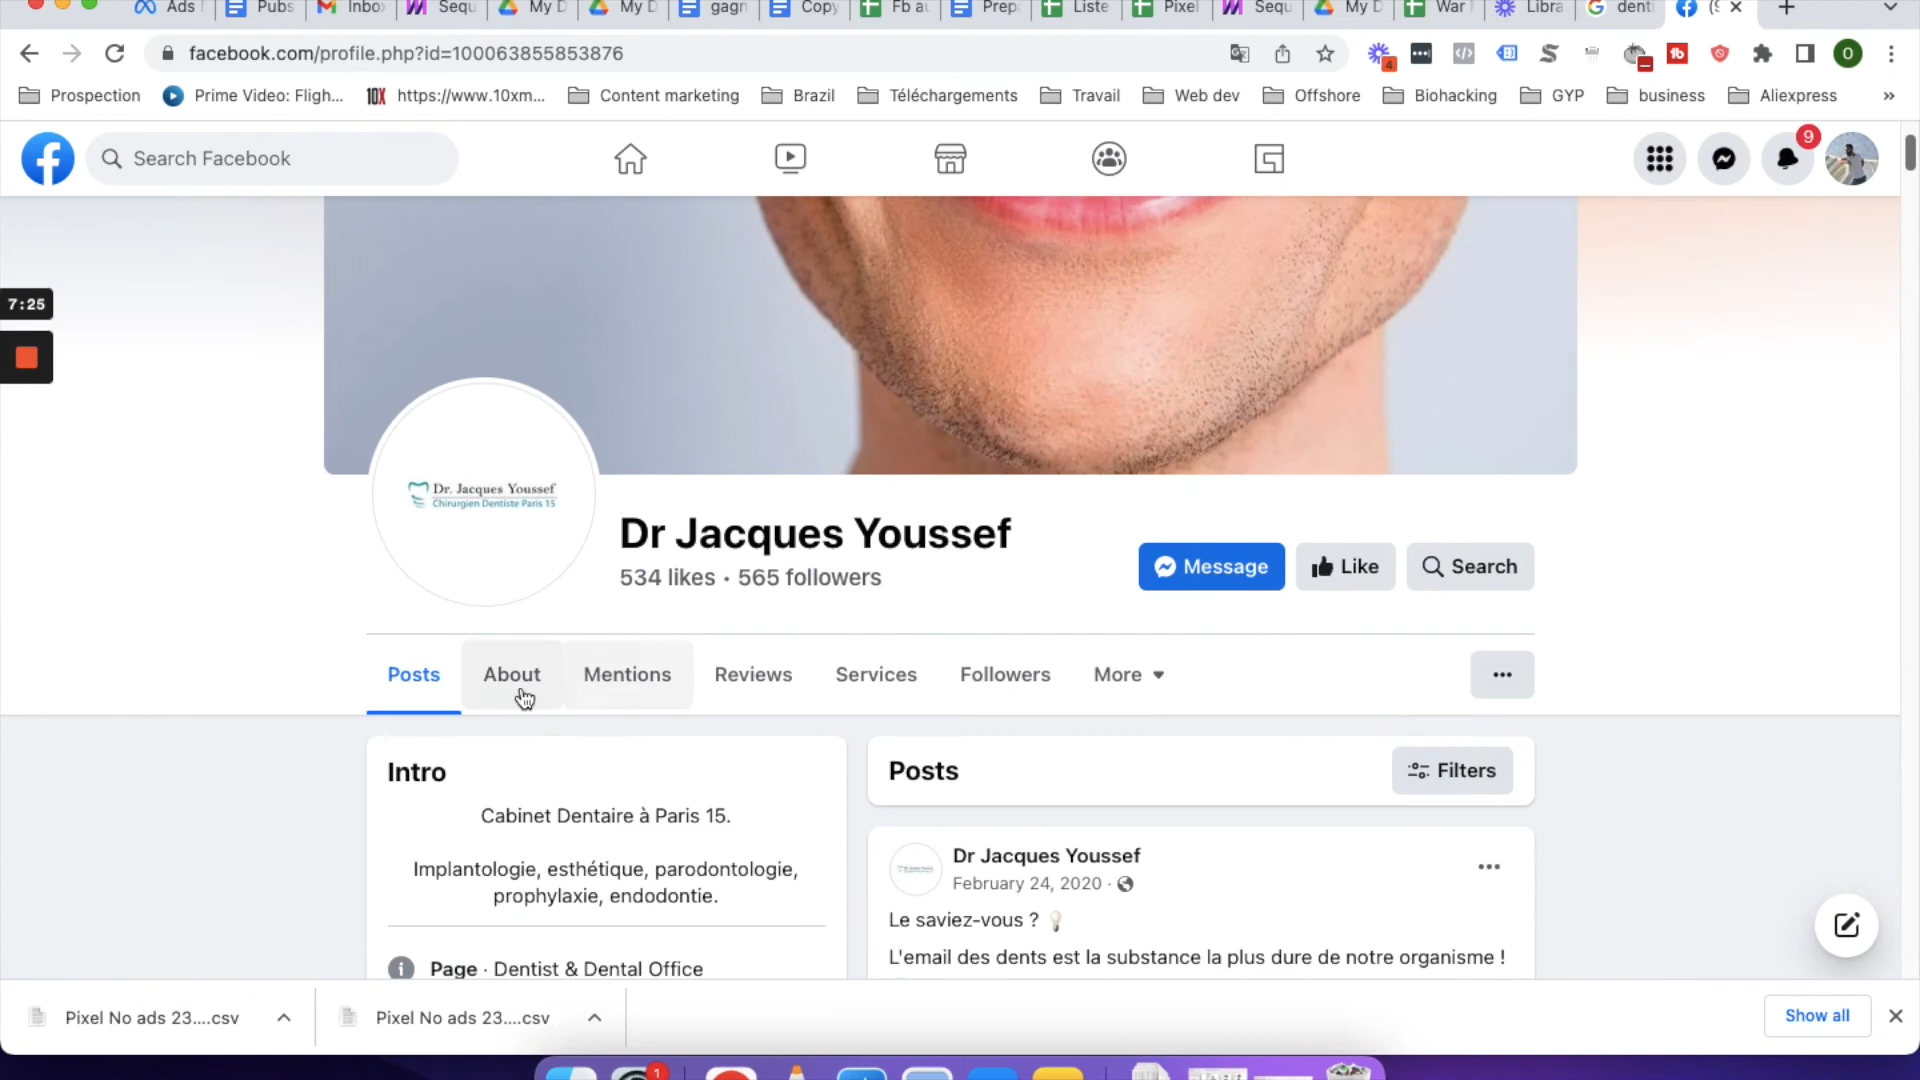 Ads
Pubs
Inbo
Sequ
My D
My D
gagn
Copy
Fb au
Prep
Liste
Pixel
Sequ
My D
War
Libra
denti
facebook.com/profile.php?id=100063855853876
4
O
Prospection
Prime Video: Fligh...
10X https://www.10xm...
Content marketing
Brazil
Téléchargements
Travail
Web dev
Offshore
Biohacking
GYP
business
Aliexpress
»
Search Facebook
9
7:25
Dr. Jacques Youssef
Chirurgien Dentiste Paris 15
Dr Jacques Youssef
534 likes • 565 followers
Message
Like
Search
Posts
About
Mentions
Reviews
Services
Followers
More
Intro
Cabinet Dentaire à Paris 15.
Implantologie, esthétique, parodontologie,
prophylaxie, endodontie.
Page · Dentist & Dental Office
Posts
Filters
Dr Jacques Youssef
February 24, 2020 ·
Le saviez-vous ? 💡
L'email des dents est la substance la plus dure de notre organisme !
Pixel No ads 23....csv
Pixel No ads 23....csv
Show all
1